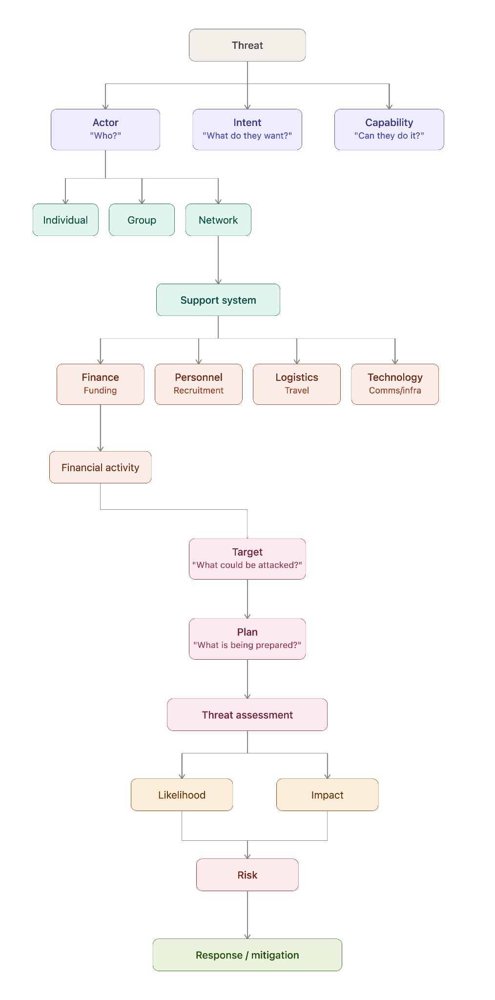 Threat
Actor
"Who?"
Intent
"What do they want?"
Capability
"Can they do it?"
Individual
Group
Network
Support system
Finance
Funding
Personnel
Recruitment
Logistics
Travel
Technology
Comms/infra
Financial activity
Target
"What could be attacked?"
Plan
"What is being prepared?"
Threat assessment
Likelihood
Impact
Risk
Response / mitigation